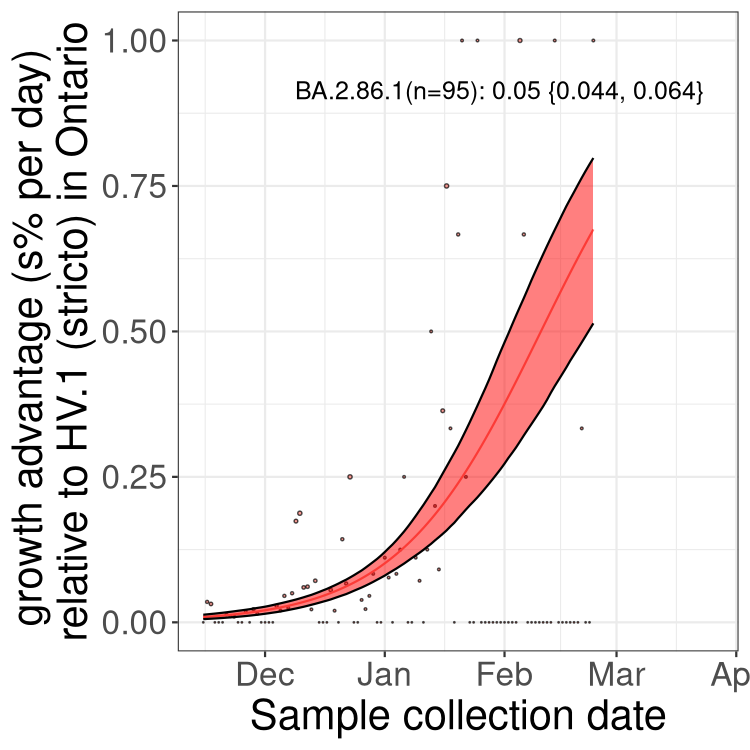 growth advantage (s% per day)
relative to HV.1 (stricto) in Ontario
1.00
BA.2.86.1(n=95): 0.05 {0.044, 0.064}
0.75
0.50
0.25
0.00
Dec Jan Feb Mar Ap
Sample collection date